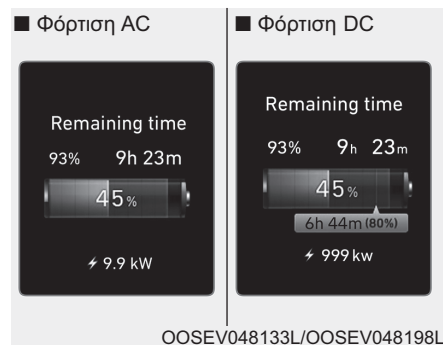 ■ Φόρτιση AC
Remaining time
93% 9h 23m
45%
⚡ 9.9 kW
■ Φόρτιση DC
Remaining time
93% 9h 23m
45%
6h 44m (80%)
⚡ 999 kw
OOSEV048133L/OOSEV048198L